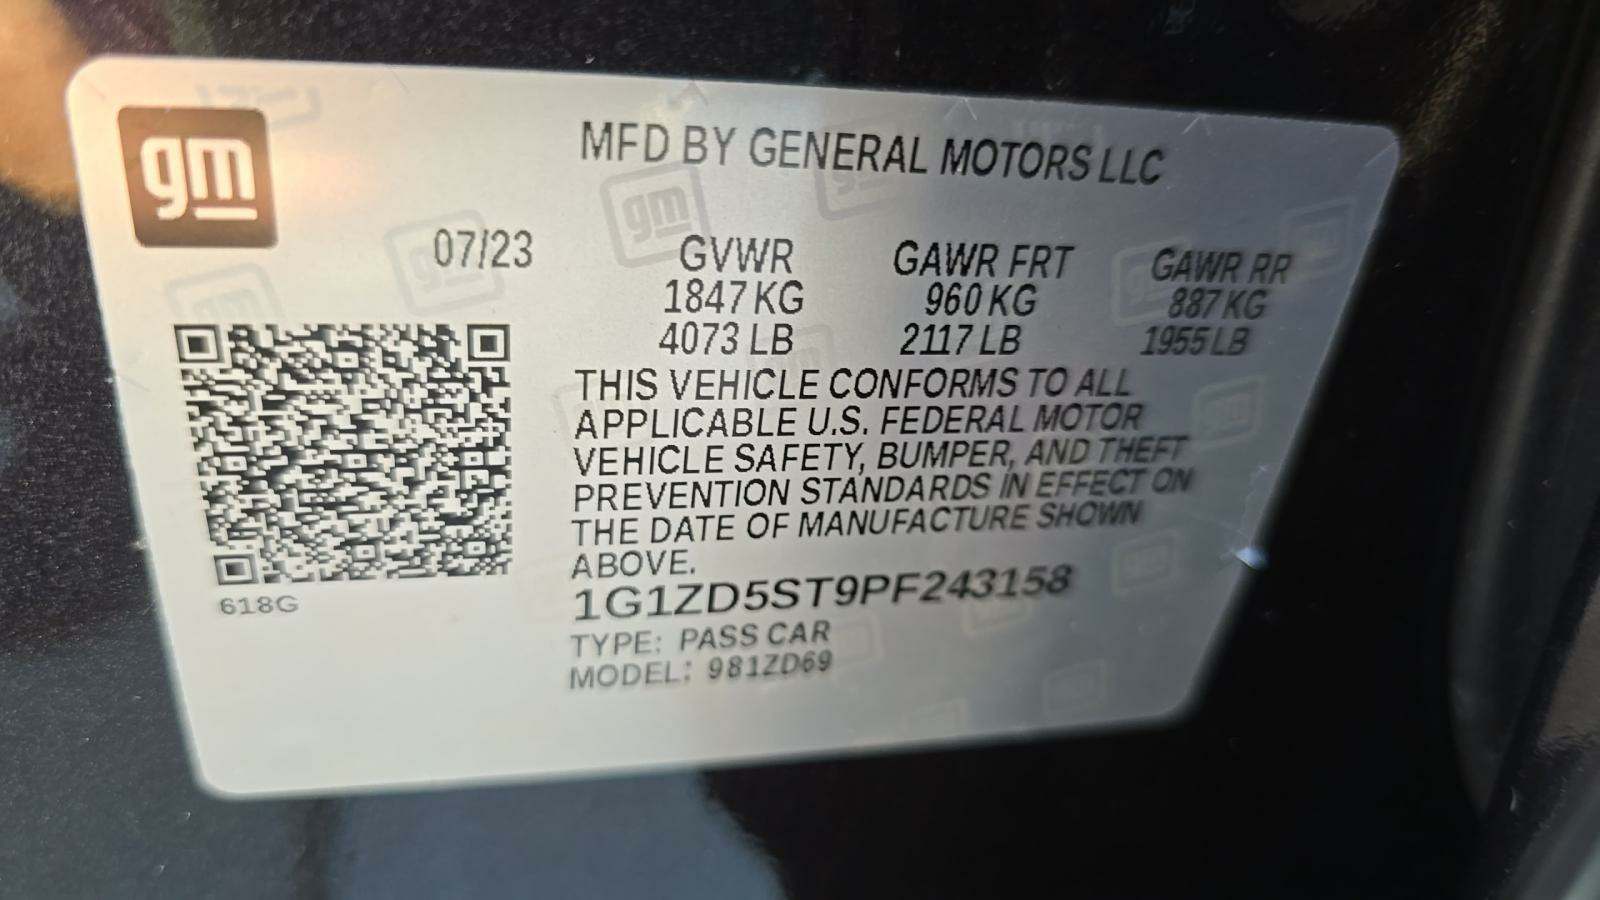 gm
MFD BY GENERAL MOTORS LLC
07/23
GVWR GAWR FRT GAWR RR
1847 KG 960 KG 887 KG
4073 LB 2117 LB 1955 LB
THIS VEHICLE CONFORMS TO ALL
APPLICABLE U.S. FEDERAL MOTOR
VEHICLE SAFETY, BUMPER, AND THEFT
PREVENTION STANDARDS IN EFFECT ON
THE DATE OF MANUFACTURE SHOWN
ABOVE.
618G
1G1ZD5ST9PF243158
TYPE: PASS CAR
MODEL: 981ZD69